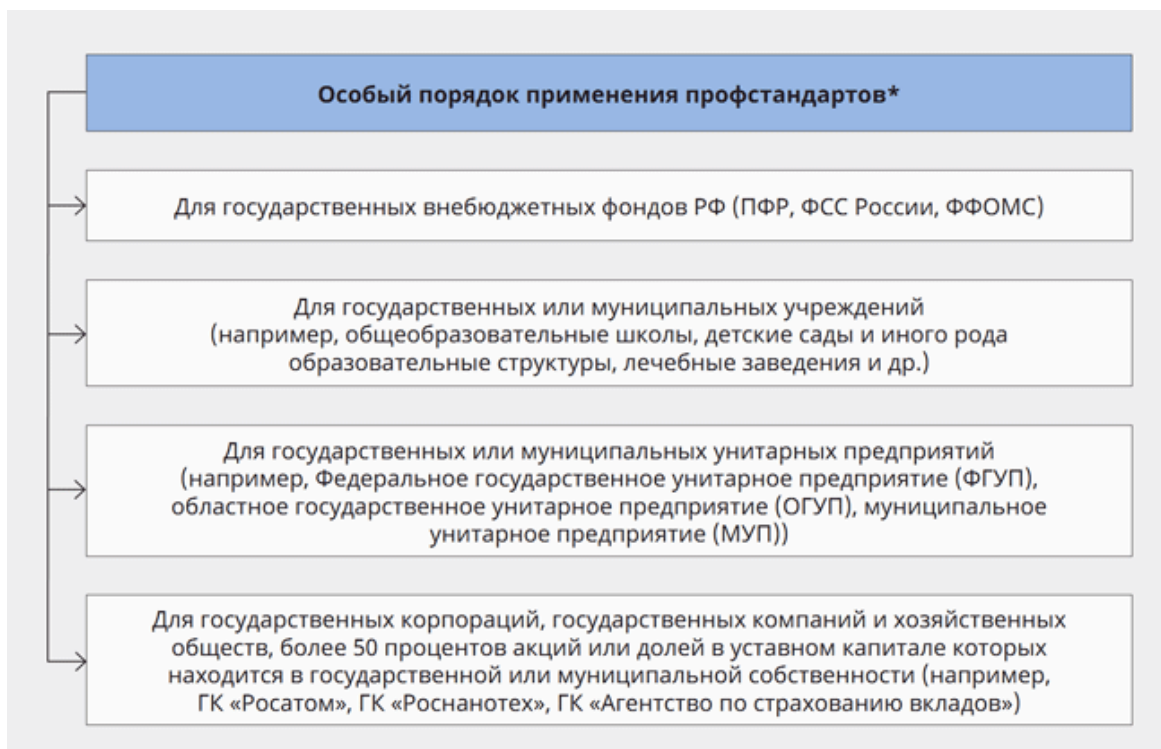 Особый порядок применения профстандартов*
Для государственных внебюджетных фондов РФ (ПФР, ФСС России, ФФОМС)
Для государственных или муниципальных учреждений
(например, общеобразовательные школы, детские сады и иного рода
образовательные структуры, лечебные заведения и др.)
Для государственных или муниципальных унитарных предприятий
(например, Федеральное государственное унитарное предприятие (ФГУП),
областное государственное унитарное предприятие (ОГУП), муниципальное
унитарное предприятие (МУП))
Для государственных корпораций, государственных компаний и хозяйственных
обществ, более 50 процентов акций или долей в уставном капитале которых
находится в государственной или муниципальной собственности (например,
ГК «Росатом», ГК «Роснанотех», ГК «Агентство по страхованию вкладов»)